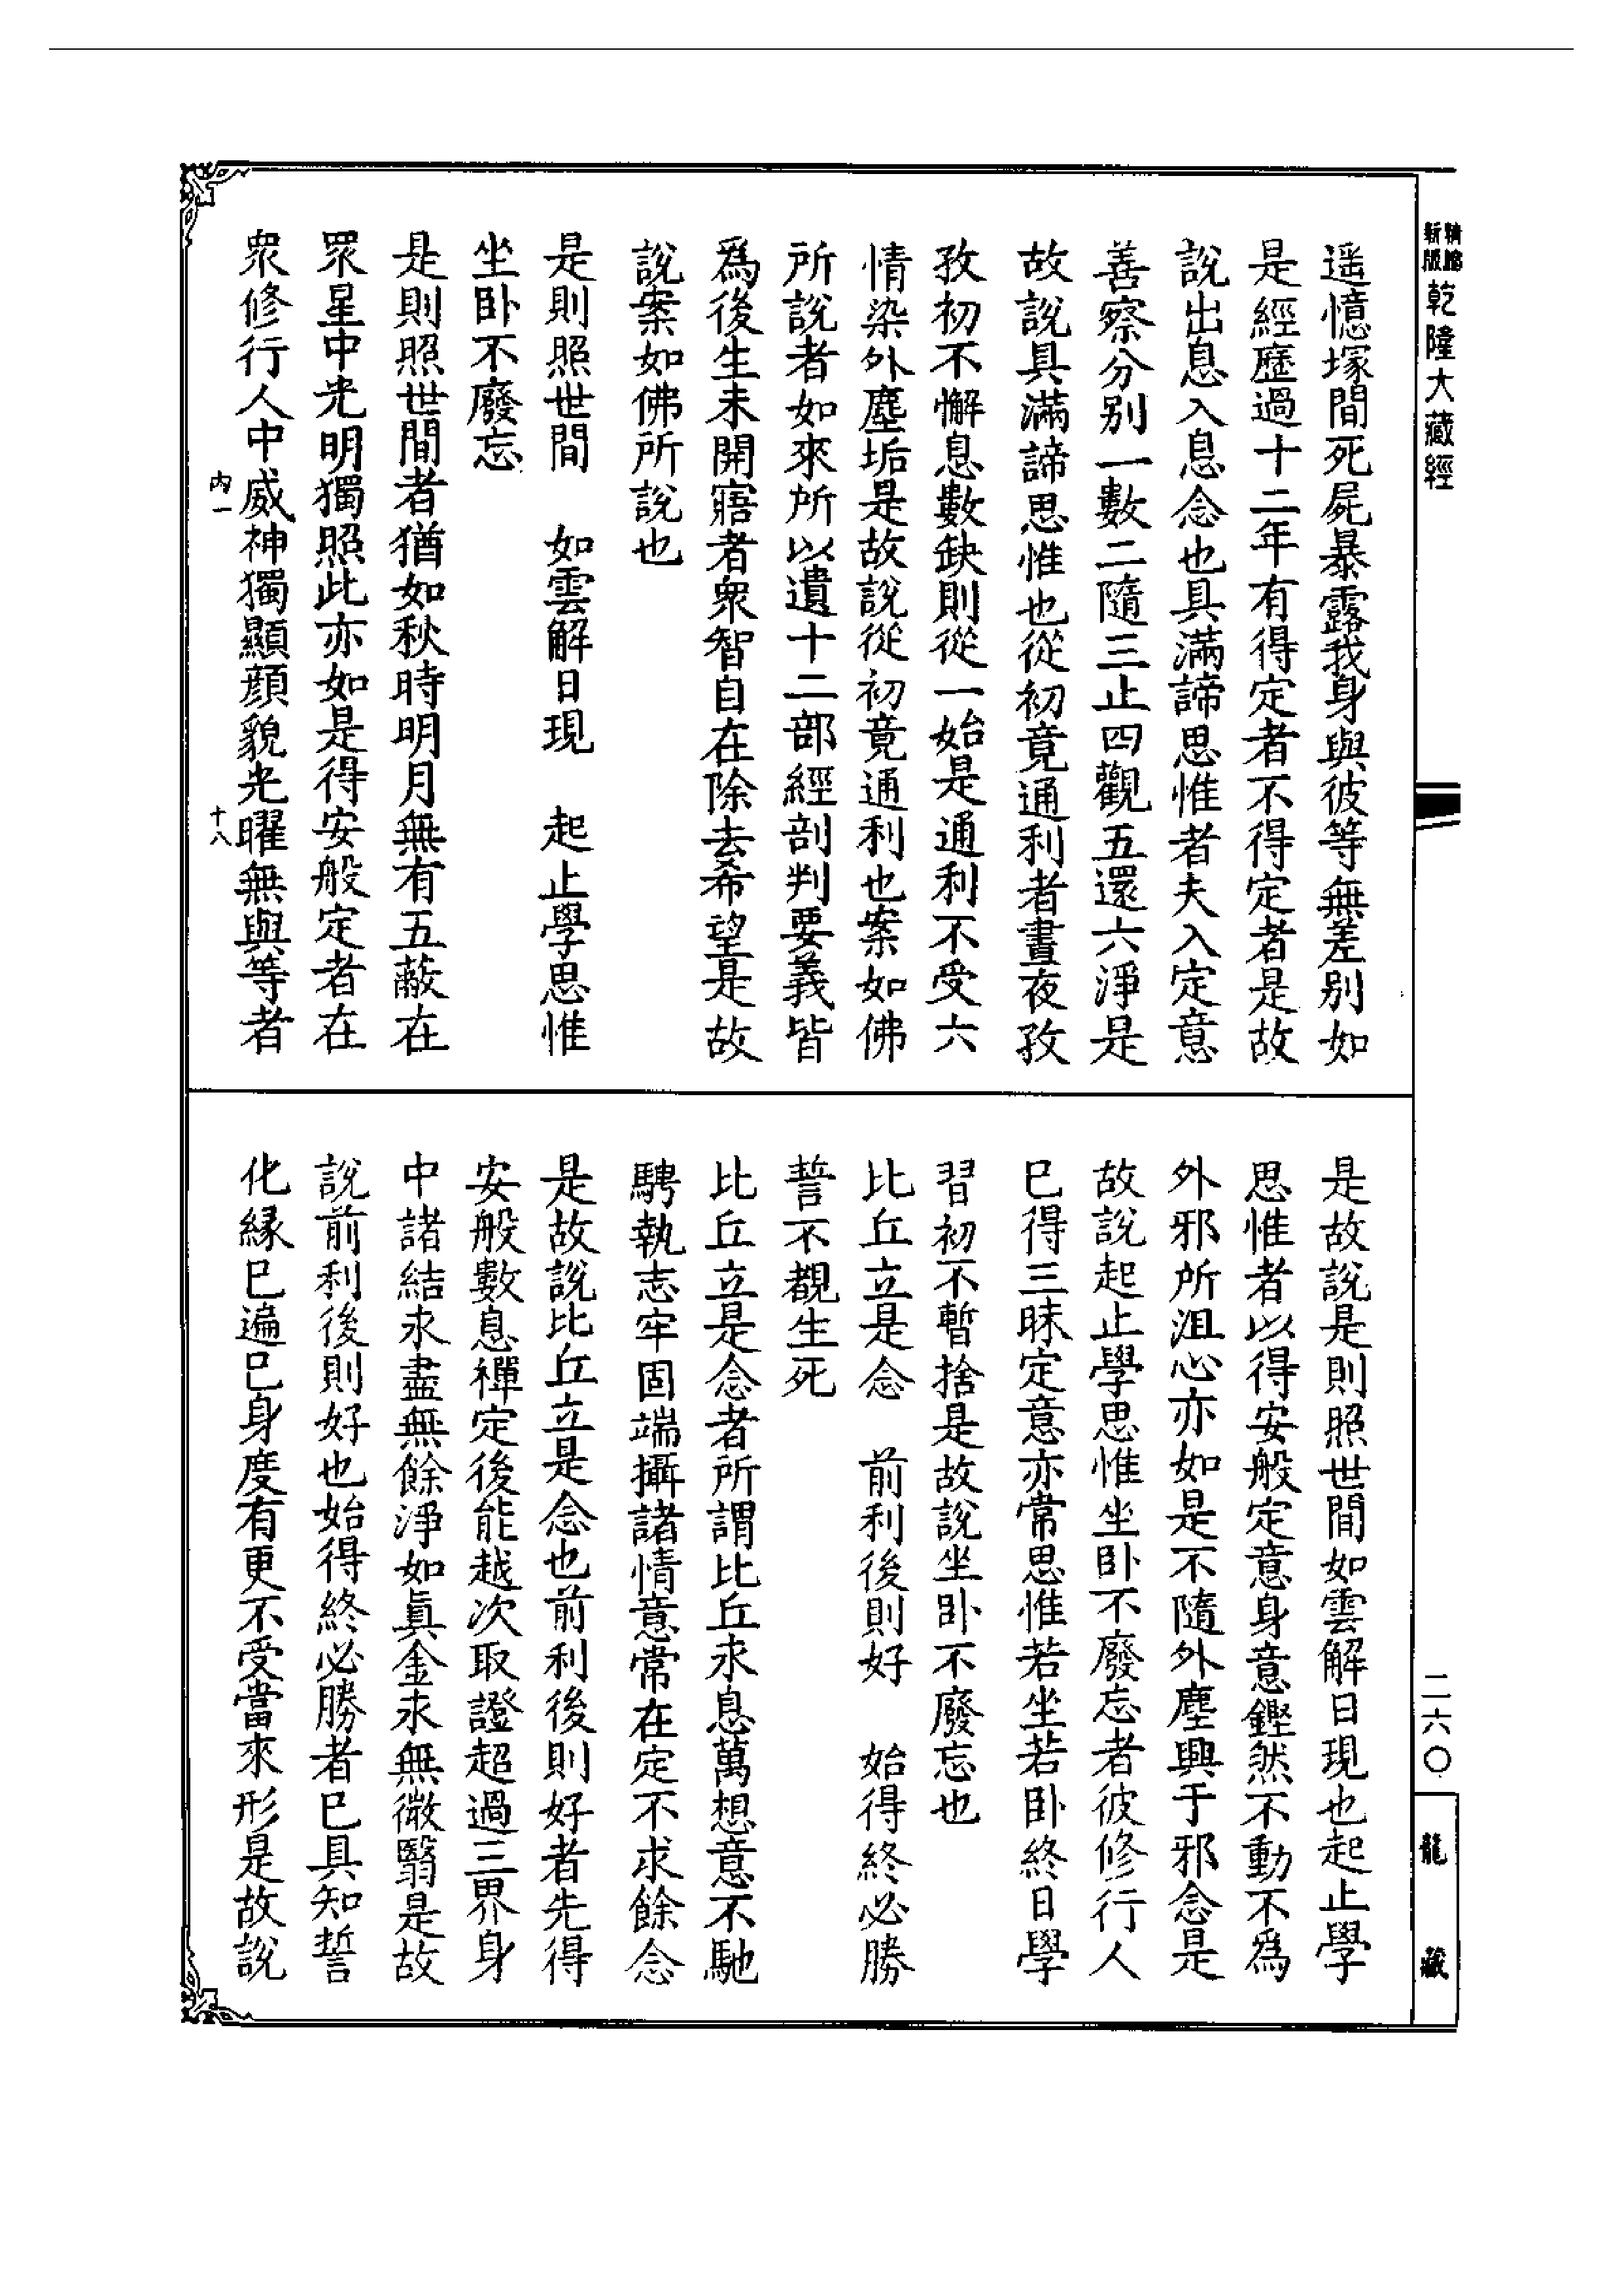 精縮新版乾隆大藏經
遥憶塚間死屍暴露我身與彼等無差别如
是經歷過十二年有得定者不得定者是故
說出息入息念也具滿諦思惟者夫入定意
善察分别一數二隨三止四觀五還六淨是
故說具滿諦思惟也從初竟通利者晝夜孜
孜初不懈息數缺則從一始是通利不受六
情染外塵垢是故說從初竟通利也案如佛
所說者如來所以遺十二部經剖判要義皆
爲後生未開寤者衆智自在除去希望是故
說案如佛所說也
是則照世間　如雲解日現　起止學思惟
坐卧不廢忘
是則照世間者猶如秋時明月無有五蔽在
眾星中光明獨照此亦如是得安般定者在
衆修行人中威神獨顯顏貌光曜無與等者
内一　十八
是故說是則照世間如雲解日現也起止學
思惟者以得安般定意身意鏗然不動不爲
外邪所沮心亦如是不隨外塵興于邪念是
故說起止學思惟坐卧不廢忘者彼修行人
巳得三昧定意亦常思惟若坐若卧終日學
習初不暫捨是故說坐卧不廢忘也
比丘立是念　前利後則好　始得終必勝
誓不覩生死
比丘立是念者所謂比丘求息萬想意不馳
騁執志牢固端攝諸情意常在定不求餘念
是故說比丘立是念也前利後則好者先得
安般數息禪定後能越次取證超過三界身
中諸結永盡無餘淨如眞金永無微翳是故
說前利後則好也始得終必勝者巳具知誓
化緣巳遍巳身度有更不受當來形是故說
二六〇
龍藏